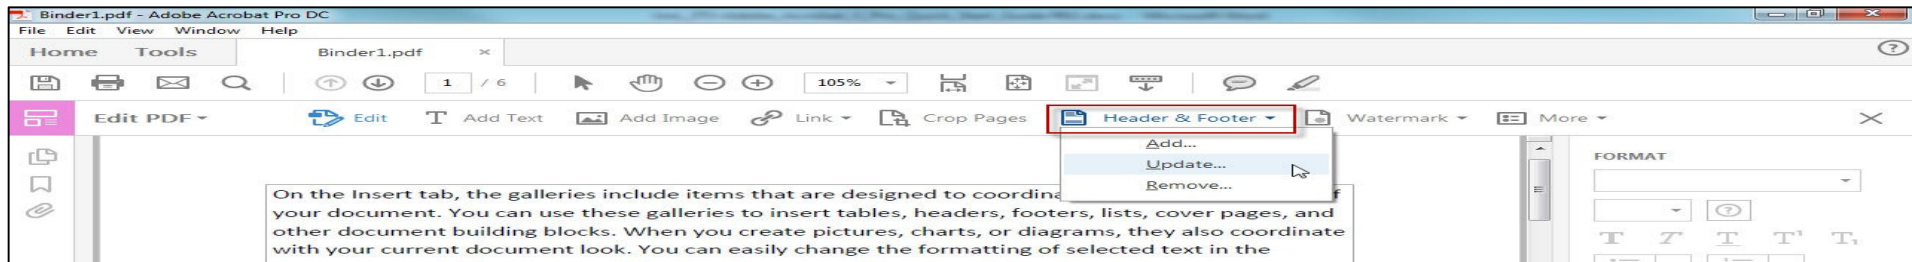 Binder1.pdf - Adobe Acrobat Pro DC
File Edit View Window Help
Home Tools Binder1.pdf ×
1 / 6 105%
Edit PDF Edit Add Text Add Image Link Crop Pages Header & Footer Watermark More
Add...
Update...
Remove...
FORMAT
On the Insert tab, the galleries include items that are designed to coordina f
your document. You can use these galleries to insert tables, headers, footers, lists, cover pages, and
other document building blocks. When you create pictures, charts, or diagrams, they also coordinate
with your current document look. You can easily change the formatting of selected text in the
T T T T¹ T₁